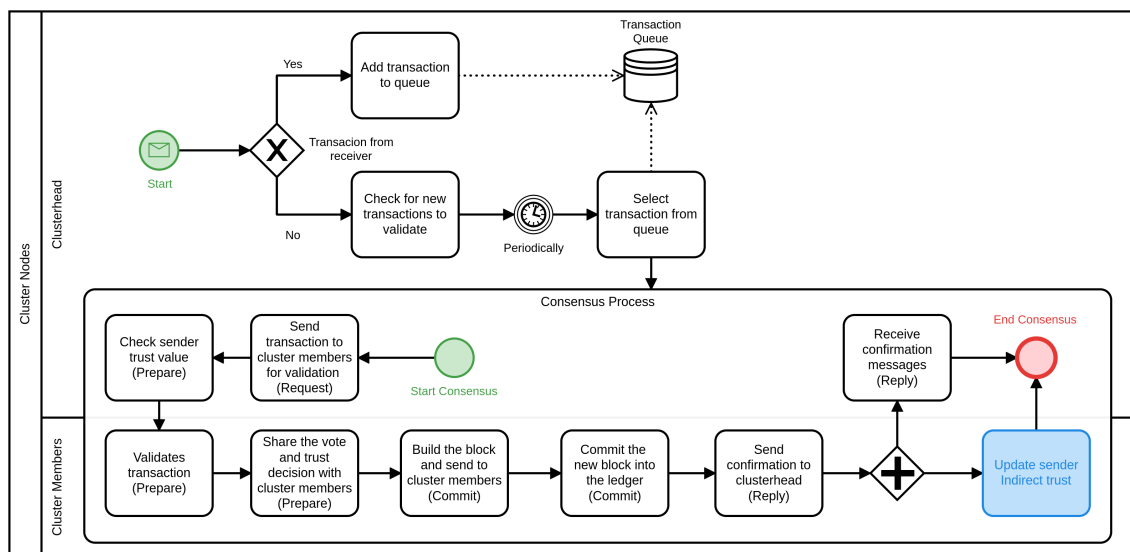 Cluster Nodes
Clusterhead
Cluster Members
Start
Transacion from
receiver
Yes
No
Add transaction
to queue
Transaction
Queue
Check for new
transactions to
validate
Periodically
Select
transaction from
queue
Consensus Process
Start Consensus
Send
transaction to
cluster members
for validation
(Request)
Check sender
trust value
(Prepare)
Validates
transaction
(Prepare)
Share the vote
and trust
decision with
cluster members
(Prepare)
Build the block
and send to
cluster members
(Commit)
Commit the
new block into
the ledger
(Commit)
Send
confirmation to
clusterhead
(Reply)
Receive
confirmation
messages
(Reply)
Update sender
Indirect trust
End Consensus